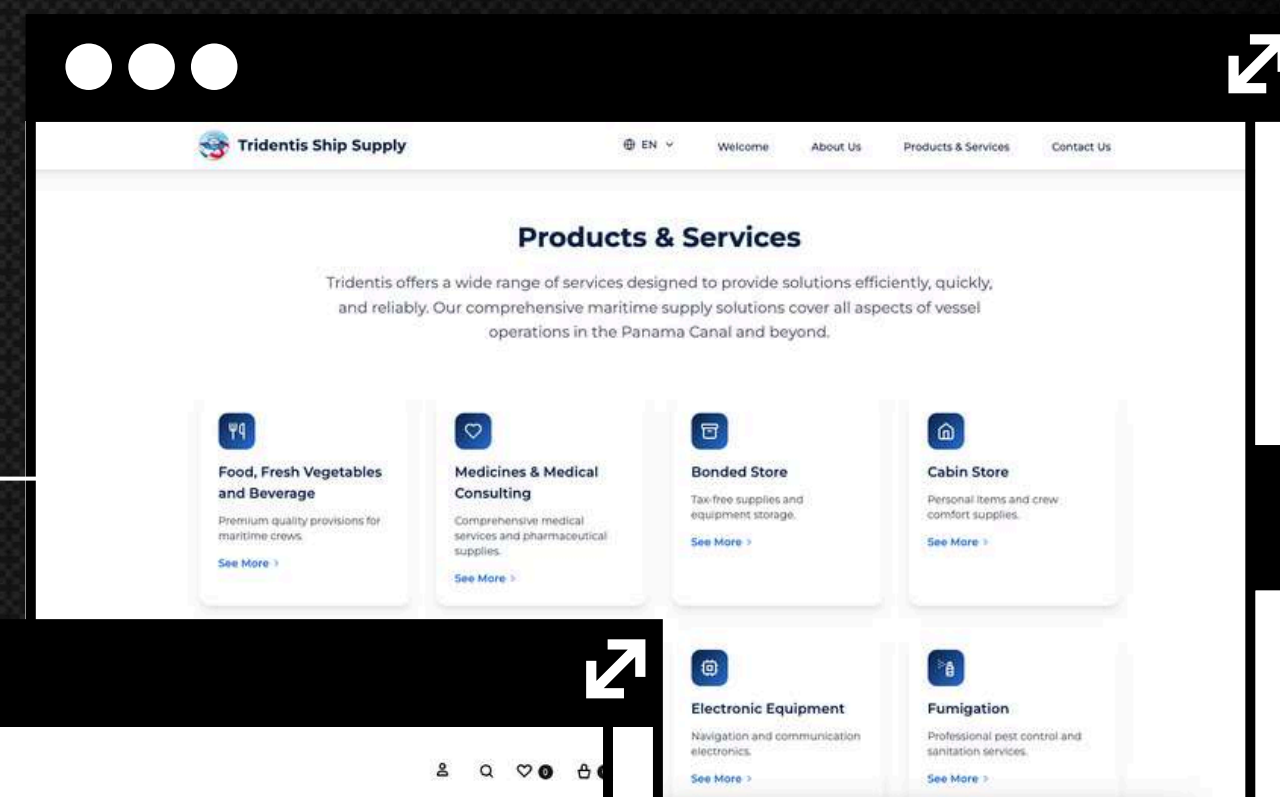 Tridentis Ship Supply
EN
Welcome
About Us
Products & Services
Contact Us
Products & Services
Tridentis offers a wide range of services designed to provide solutions efficiently, quickly,
and reliably. Our comprehensive maritime supply solutions cover all aspects of vessel
operations in the Panama Canal and beyond.
Food, Fresh Vegetables
and Beverage
Premium quality provisions for
maritime crews.
See More
Medicines & Medical
Consulting
Comprehensive medical
services and pharmaceutical
supplies.
See More
Bonded Store
Tax-free supplies and
equipment storage.
See More
Cabin Store
Personal items and crew
comfort supplies.
See More
Electronic Equipment
Navigation and communication
electronics.
See More
Fumigation
Professional pest control and
sanitation services.
See More
0